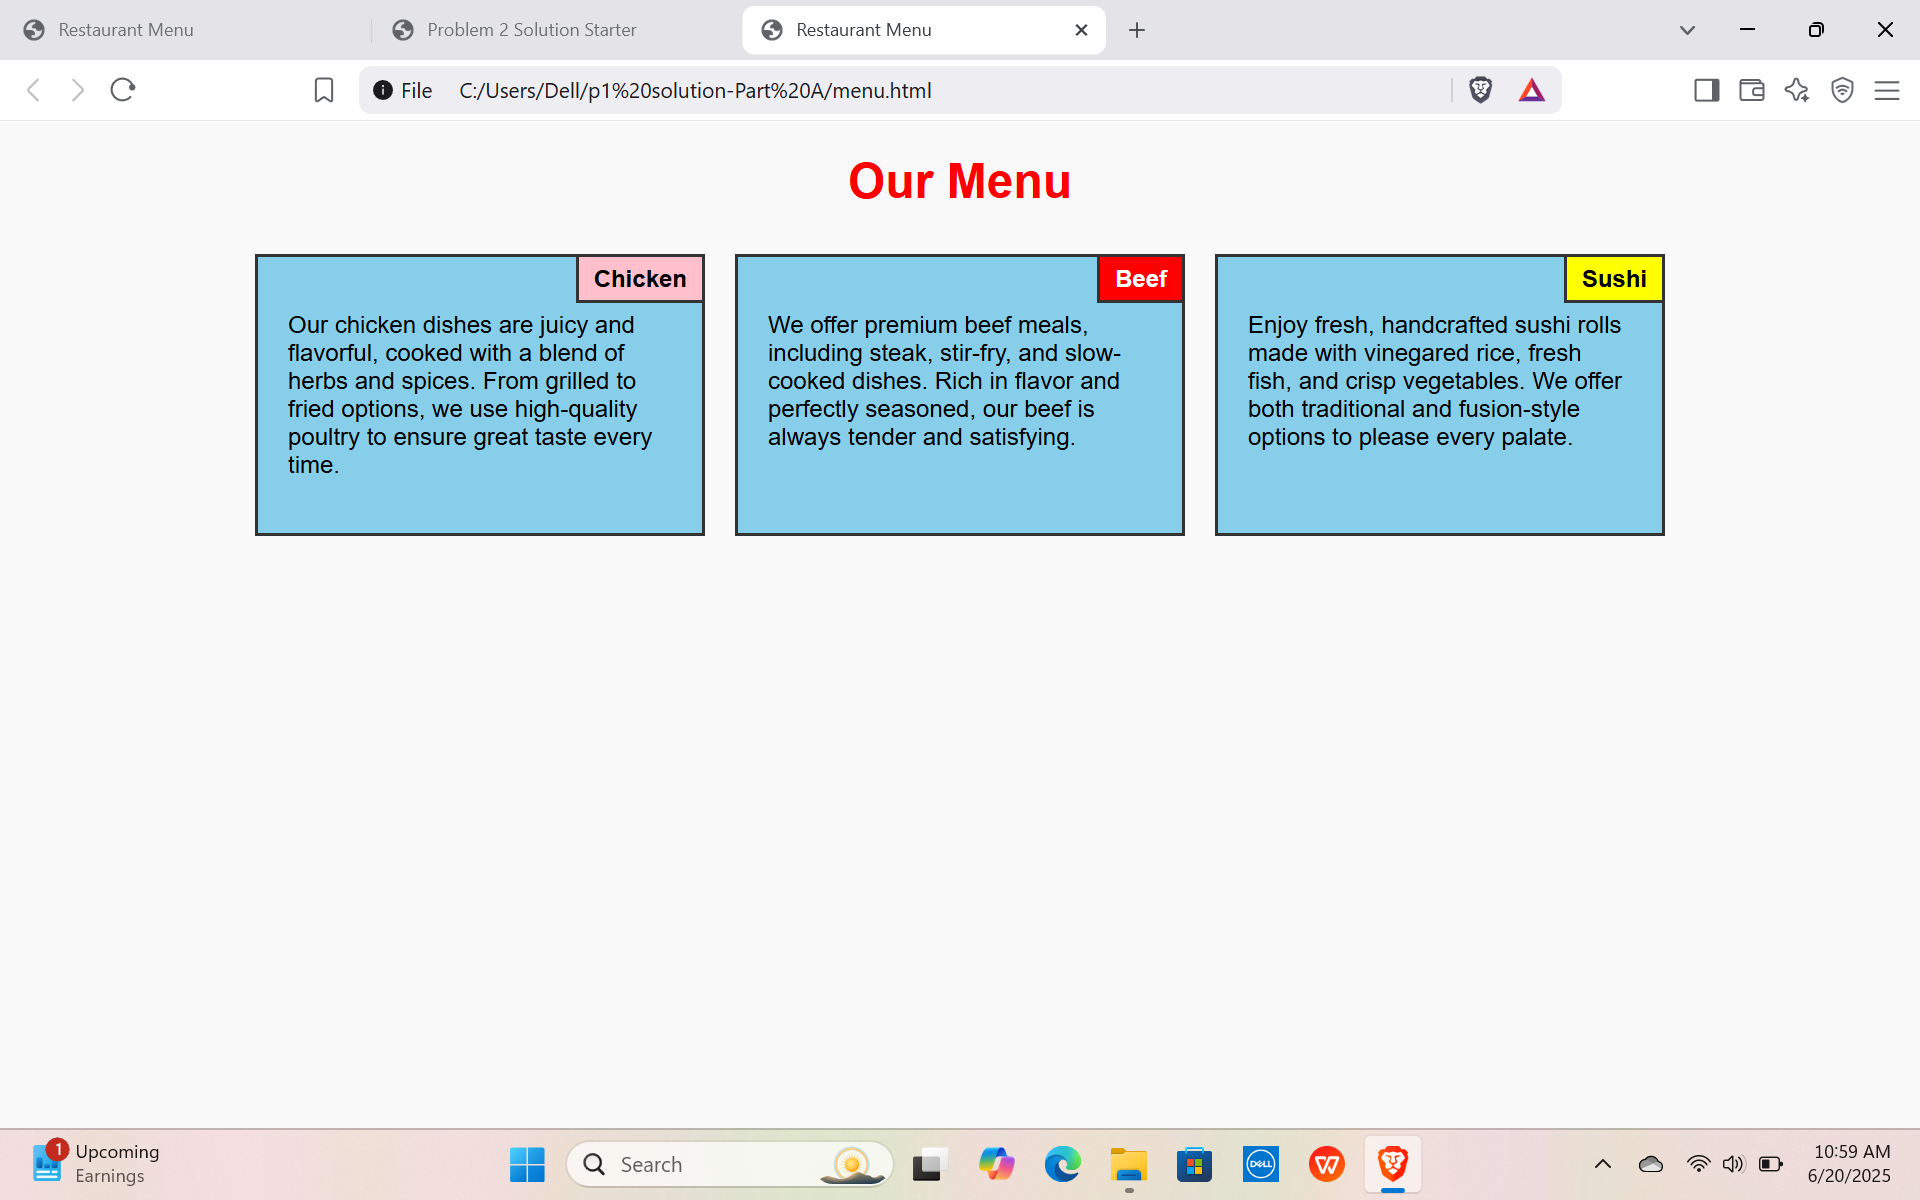 Restaurant Menu
Problem 2 Solution Starter
Restaurant Menu
File C:/Users/Dell/p1%20solution-Part%20A/menu.html
Our Menu
Chicken
Our chicken dishes are juicy and
flavorful, cooked with a blend of
herbs and spices. From grilled to
fried options, we use high-quality
poultry to ensure great taste every
time.
Beef
We offer premium beef meals,
including steak, stir-fry, and slow-
cooked dishes. Rich in flavor and
perfectly seasoned, our beef is
always tender and satisfying.
Sushi
Enjoy fresh, handcrafted sushi rolls
made with vinegared rice, fresh
fish, and crisp vegetables. We offer
both traditional and fusion-style
options to please every palate.
1
Upcoming
Earnings
Search
DELL
W
10:59 AM
6/20/2025